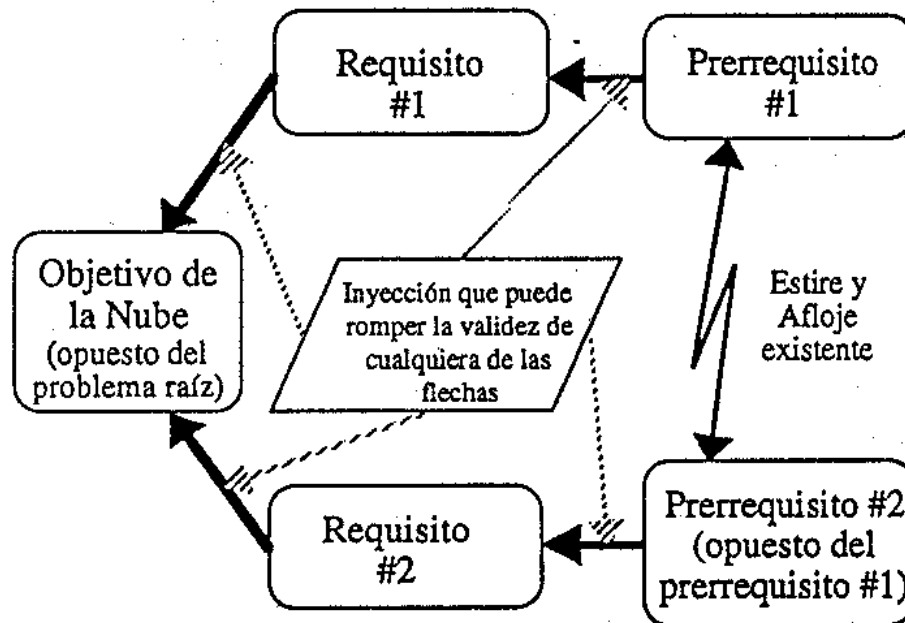 Requisito
#1
Prerrequisito
#1
Objetivo de
la Nube
(opuesto del
problema raíz)
Inyección que puede
romper la validez de
cualquiera de las
flechas
Estire y
Afloje
existente
Requisito
#2
Prerrequisito #2
(opuesto del
prerrequisito #1)